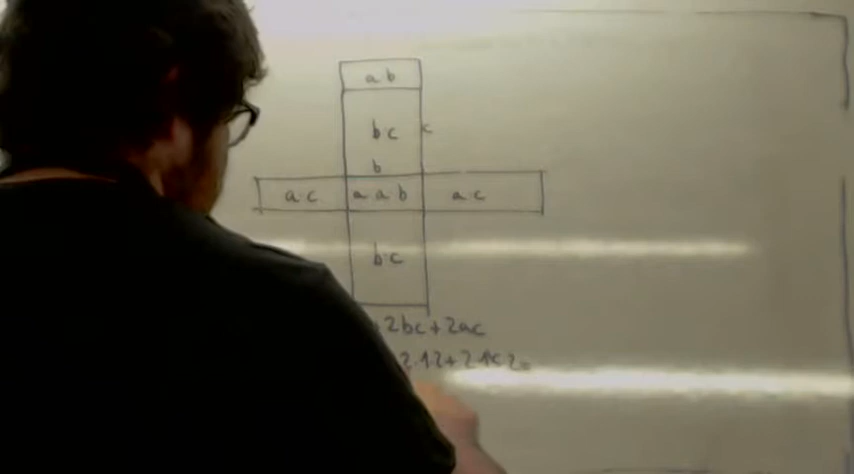 a b
b c c
b
a·c a a b a·c
b·c
2bc+2ac